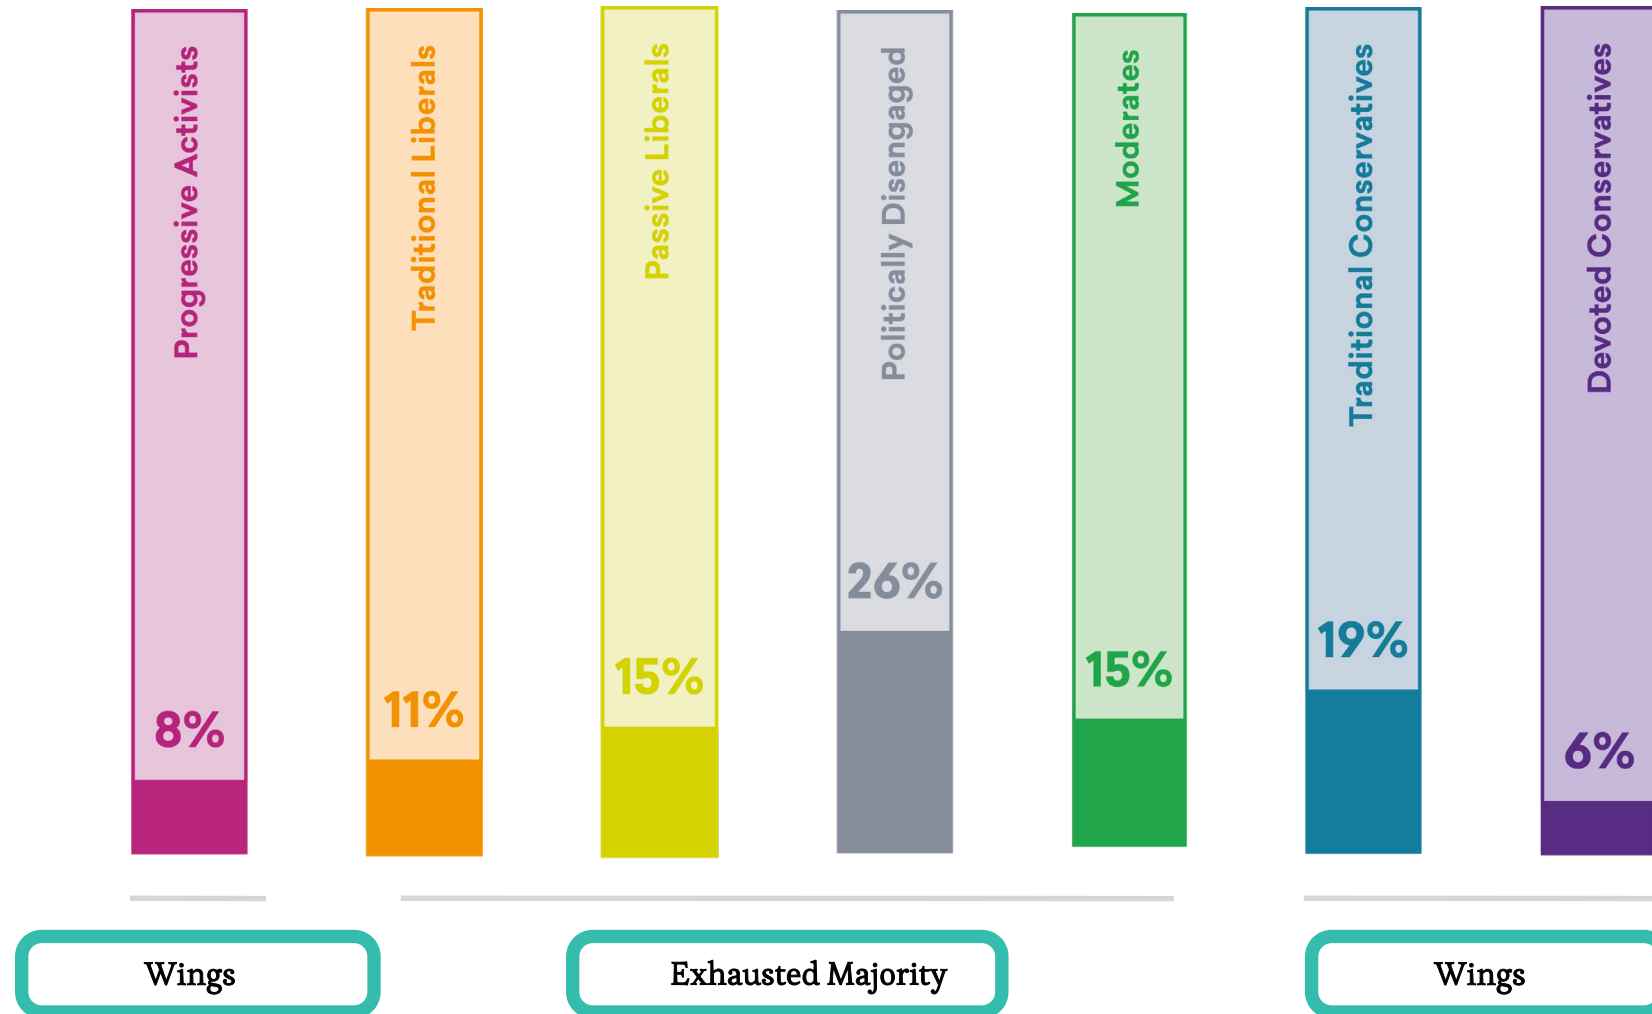 Progressive Activists
Traditional Liberals
Passive Liberals
Politically Disengaged
Moderates
Traditional Conservatives
Devoted Conservatives
8%
11%
15%
26%
15%
19%
6%
Wings
Exhausted Majority
Wings